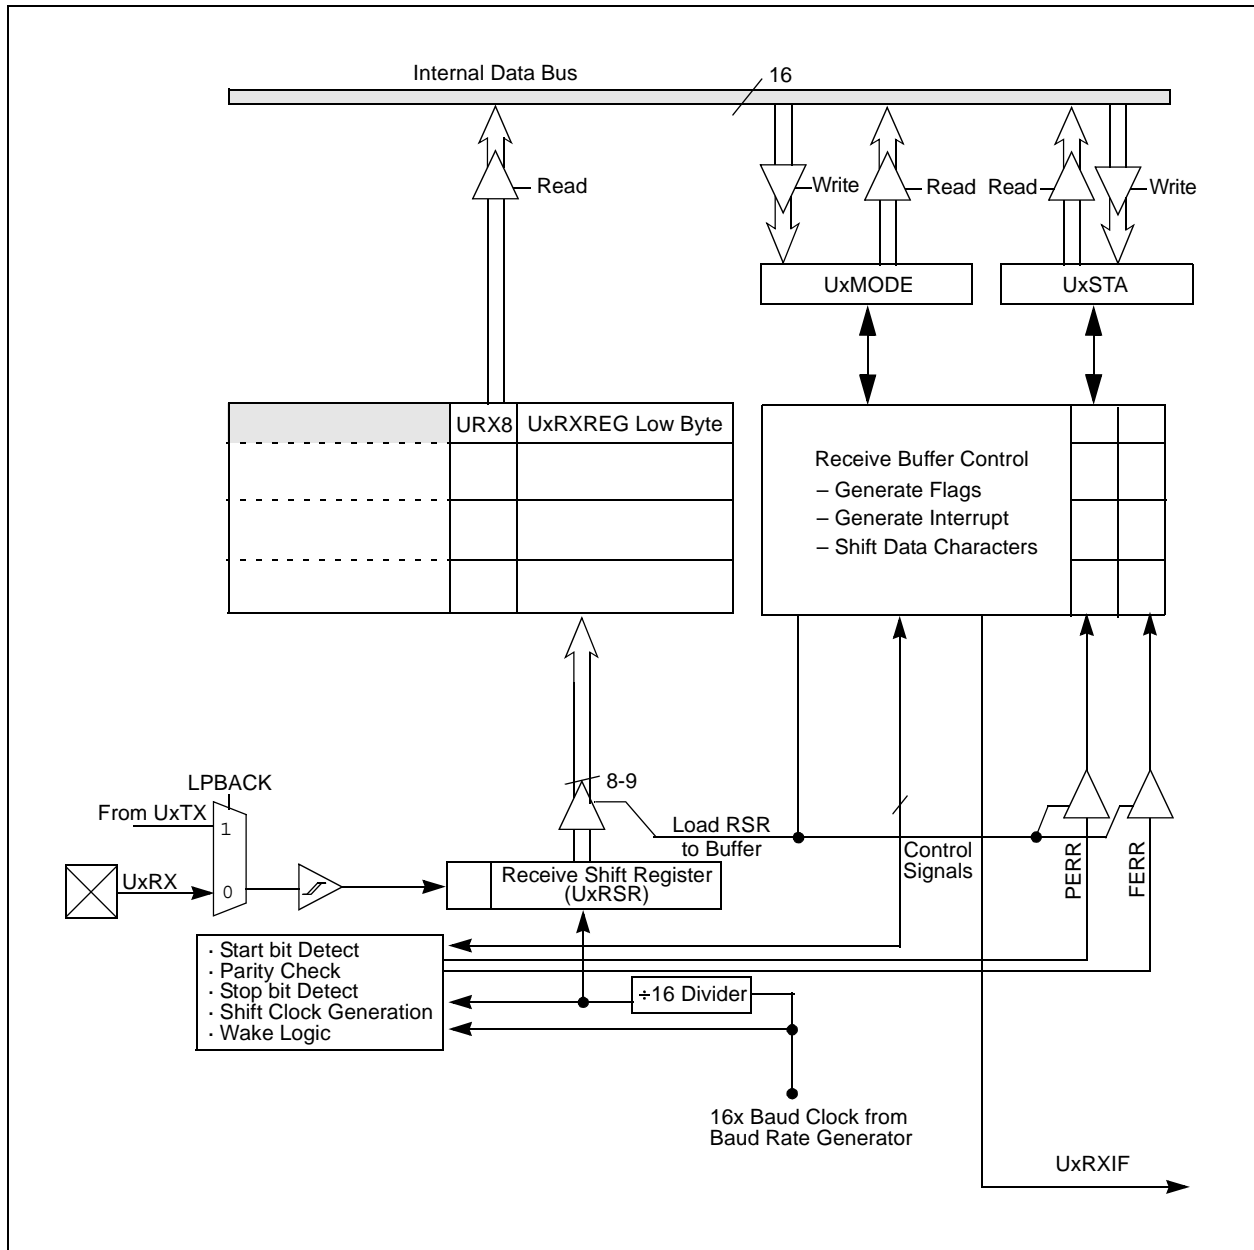 Internal Data Bus
16
Read
Write
Read
Read
Write
UxMODE
UxSTA
URX8
UxRXREG Low Byte
Receive Buffer Control
– Generate Flags
– Generate Interrupt
– Shift Data Characters
LPBACK
From UxTX
1
UxRX
0
8-9
Load RSR
to Buffer
Control
Signals
PERR
FERR
Receive Shift Register
(UxRSR)
· Start bit Detect
· Parity Check
· Stop bit Detect
· Shift Clock Generation
· Wake Logic
÷16 Divider
16x Baud Clock from
Baud Rate Generator
UxRXIF